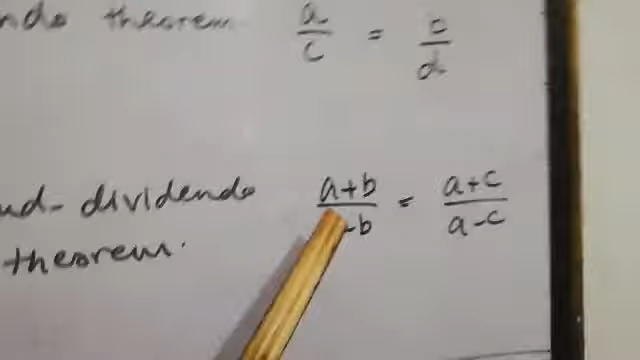 ndo theorem a/c = c/d
nd-dividendo a+b/-b = a+c/a-c
theorem.